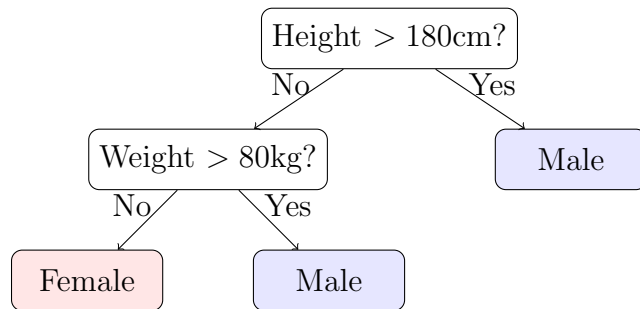 Height > 180cm?
No
Yes
Weight > 80kg?
Male
No
Yes
Female
Male